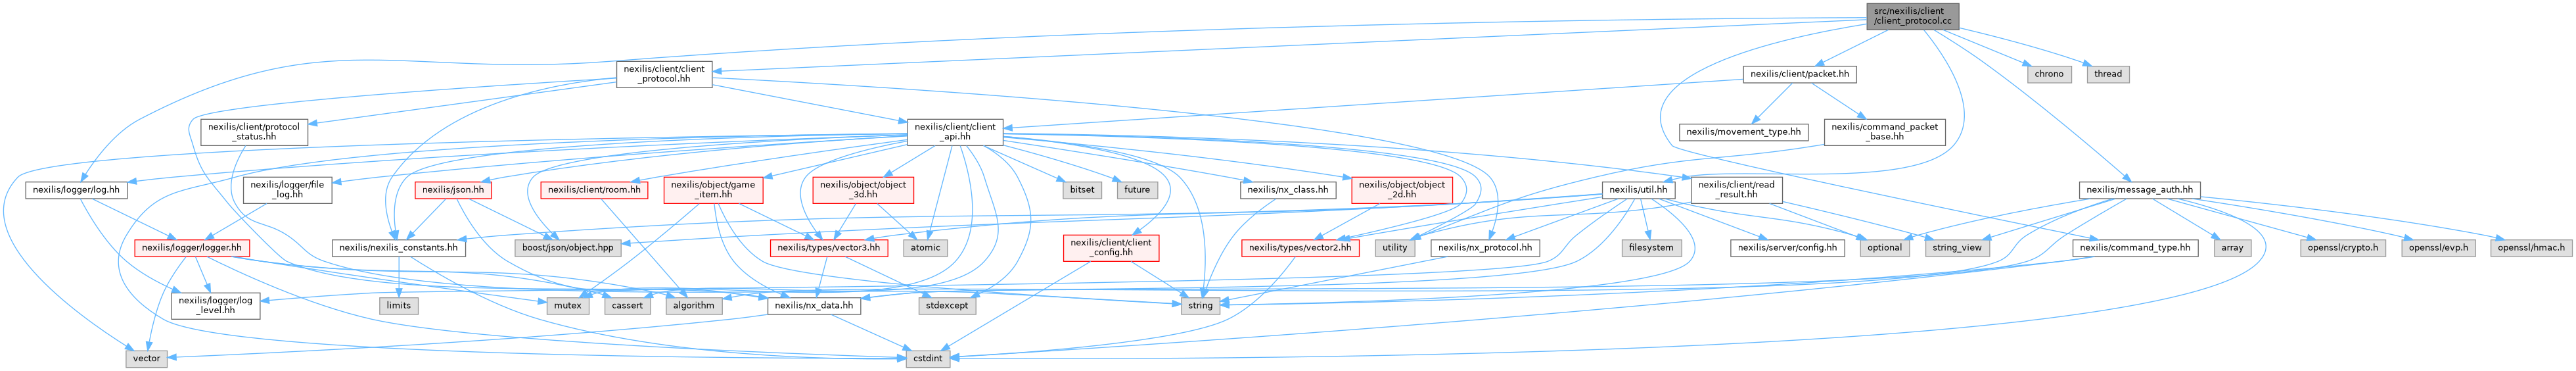 src/nexilis/client
/client_protocol.cc
nexilis/client/client
_protocol.hh
nexilis/client/packet.hh
chrono
thread
nexilis/client/protocol
_status.hh
nexilis/client/client
_api.hh
nexilis/movement_type.hh
nexilis/command_packet
_base.hh
nexilis/logger/log.hh
nexilis/logger/file
_log.hh
nexilis/json.hh
nexilis/client/room.hh
nexilis/object/game
_item.hh
nexilis/object/object
_3d.hh
bitset
future
nexilis/nx_class.hh
nexilis/object/object
_2d.hh
nexilis/util.hh
nexilis/client/read
_result.hh
nexilis/message_auth.hh
nexilis/logger/logger.hh
nexilis/nexilis_constants.hh
boost/json/object.hpp
nexilis/types/vector3.hh
atomic
nexilis/client/client
_config.hh
nexilis/types/vector2.hh
utility
nexilis/nx_protocol.hh
filesystem
nexilis/server/config.hh
optional
string_view
nexilis/command_type.hh
array
openssl/crypto.h
openssl/evp.h
openssl/hmac.h
nexilis/logger/log
_level.hh
limits
mutex
cassert
algorithm
nexilis/nx_data.hh
stdexcept
string
vector
cstdint